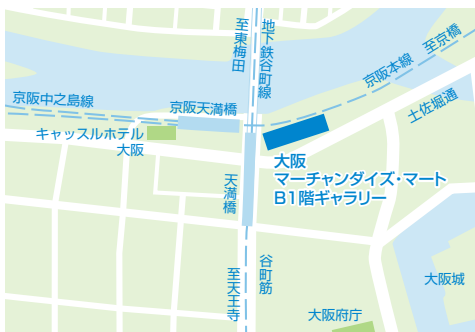 至東梅田
地下鉄谷町線
京阪本線
至京橋
土佐堀通
京阪中之島線
京阪天満橋
キャッスルホテル
大阪
大阪
マーチャンダイズ・マート
B1階ギャラリー
天満橋
谷町筋
至天王寺
大阪城
大阪府庁